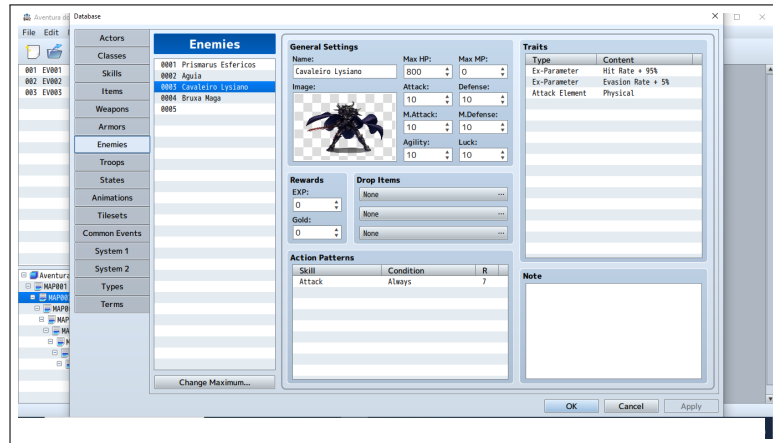 Aventura do
Database
File Edit
001 EV001
002 EV002
003 EV003
Aventura
MAP001
MAP00
MAP0
MAP
MA
M
Actors
Classes
Skills
Items
Weapons
Armors
Enemies
Troops
States
Animations
Tilesets
Common Events
System 1
System 2
Types
Terms
Enemies
0001 Prismarus Esfericos
0002 Aguia
0003 Cavaleiro Lysiano
0004 Bruxa Maga
0005
Change Maximum...
General Settings
Name: Max HP: Max MP:
Cavaleiro Lysiano 800 0
Image: Attack: Defense:
10 10
M.Attack: M.Defense:
10 10
Agility: Luck:
10 10
Rewards
EXP:
0
Gold:
0
Drop Items
None ...
None ...
None ...
Action Patterns
Skill Condition R
Attack Always 7
Traits
Type Content
Ex-Parameter Hit Rate + 95%
Ex-Parameter Evasion Rate + 5%
Attack Element Physical
Note
OK Cancel Apply